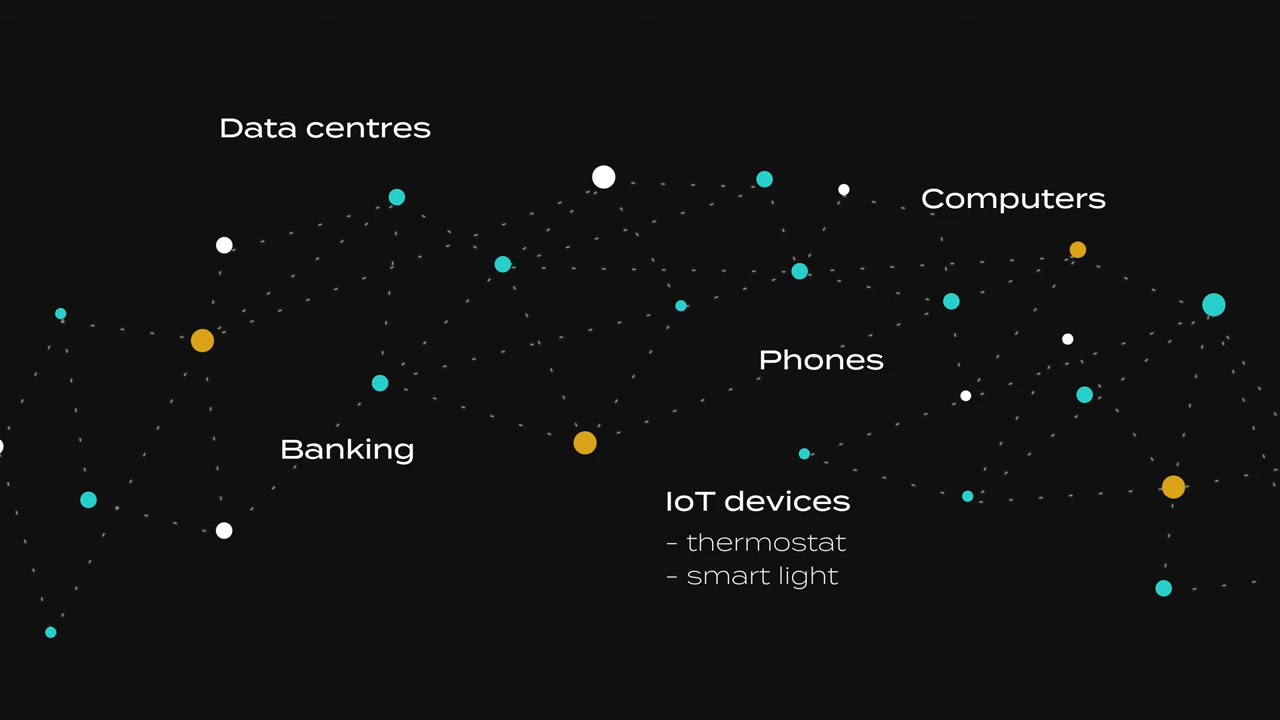 Data centres
Computers
Phones
Banking
IoT devices
– thermostat
– smart light